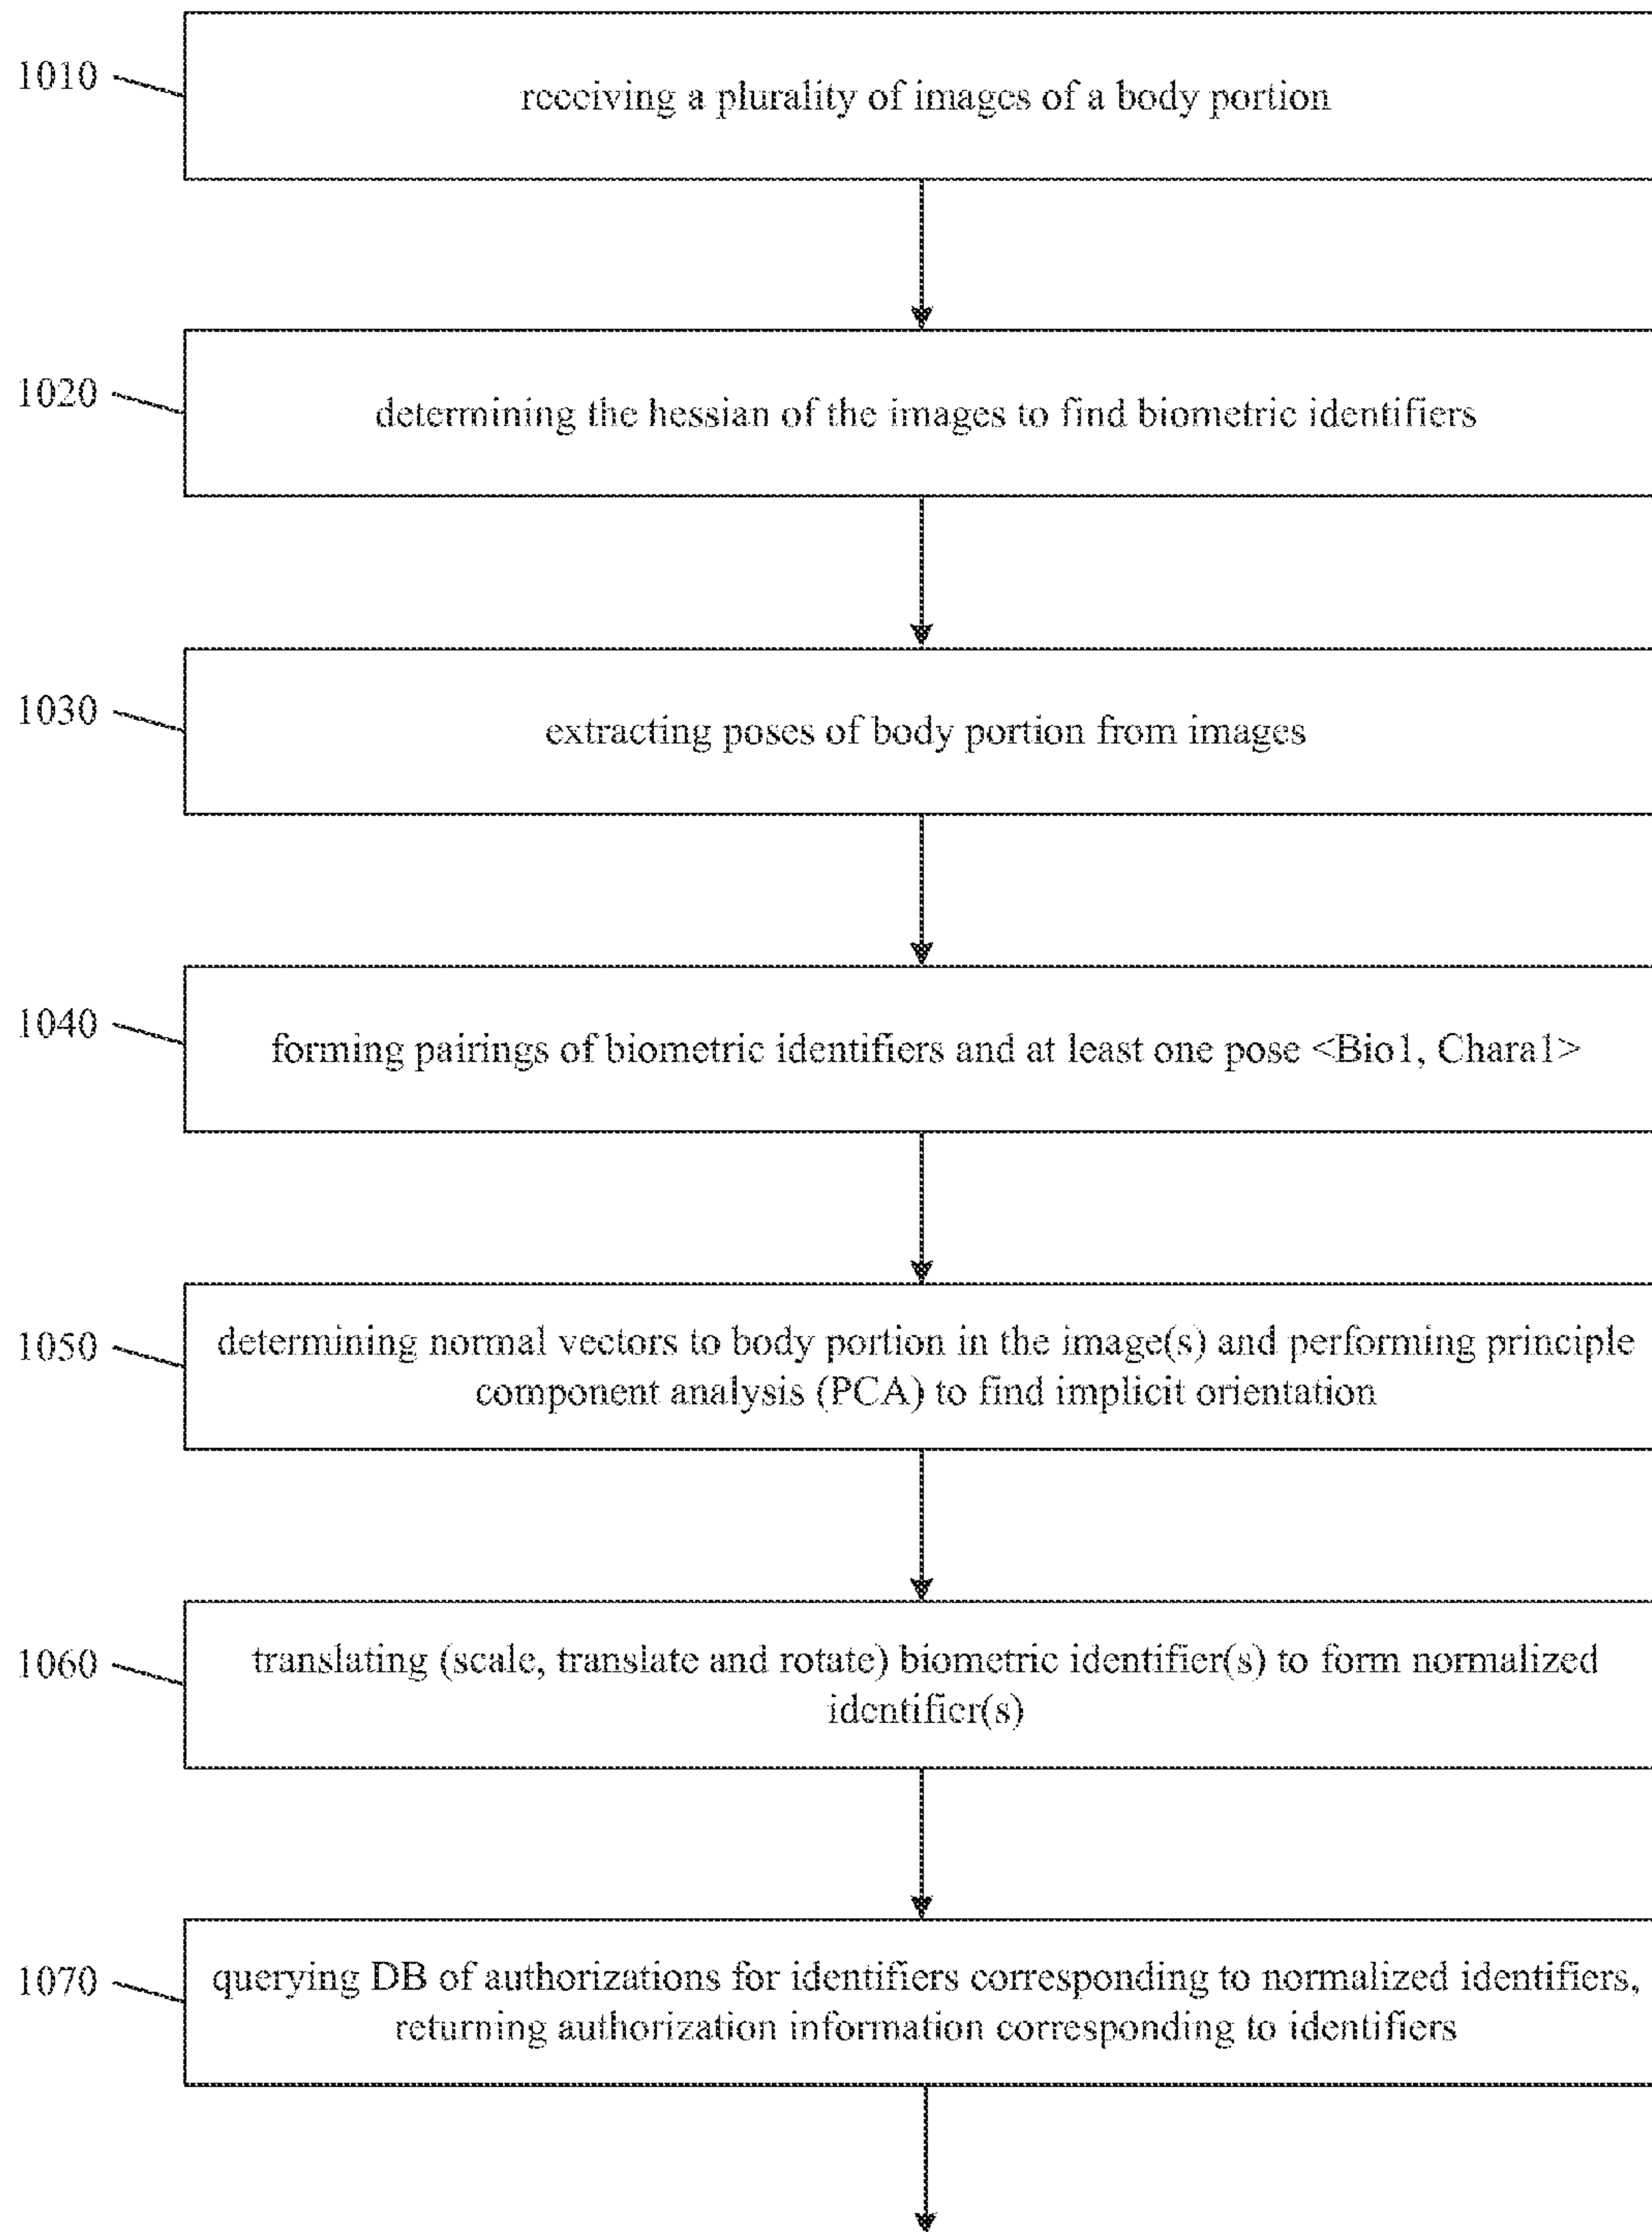 1010
receiving a plurality of images of a body portion
1020
determining the hessian of the images to find biometric identifiers
1030
extracting poses of body portion from images
1040
forming pairings of biometric identifiers and at least one pose <Bio1, Chara1>
1050
determining normal vectors to body portion in the image(s) and performing principle
component analysis (PCA) to find implicit orientation
1060
translating (scale, translate and rotate) biometric identifier(s) to form normalized
identifier(s)
1070
querying DB of authorizations for identifiers corresponding to normalized identifiers,
returning authorization information corresponding to identifiers